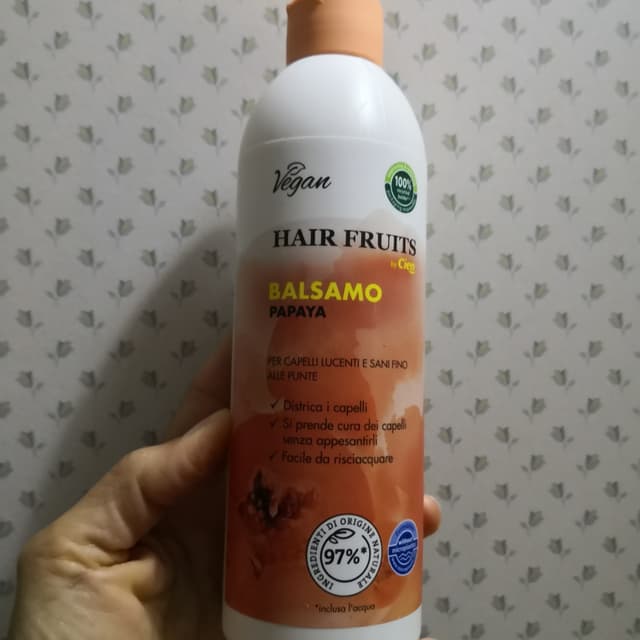 Vegan
100%
HAIR FRUITS
by Cien
BALSAMO
PAPAYA
PER CAPELLI LUCENTI E SANI FINO
ALLE PUNTE
✓ Districa i capelli
✓ Si prende cura dei capelli
senza appesantirli
✓ Facile da risciacquare
INGREDIENTI DI ORIGINE NATURALE
97%*
*inclusa l'acqua